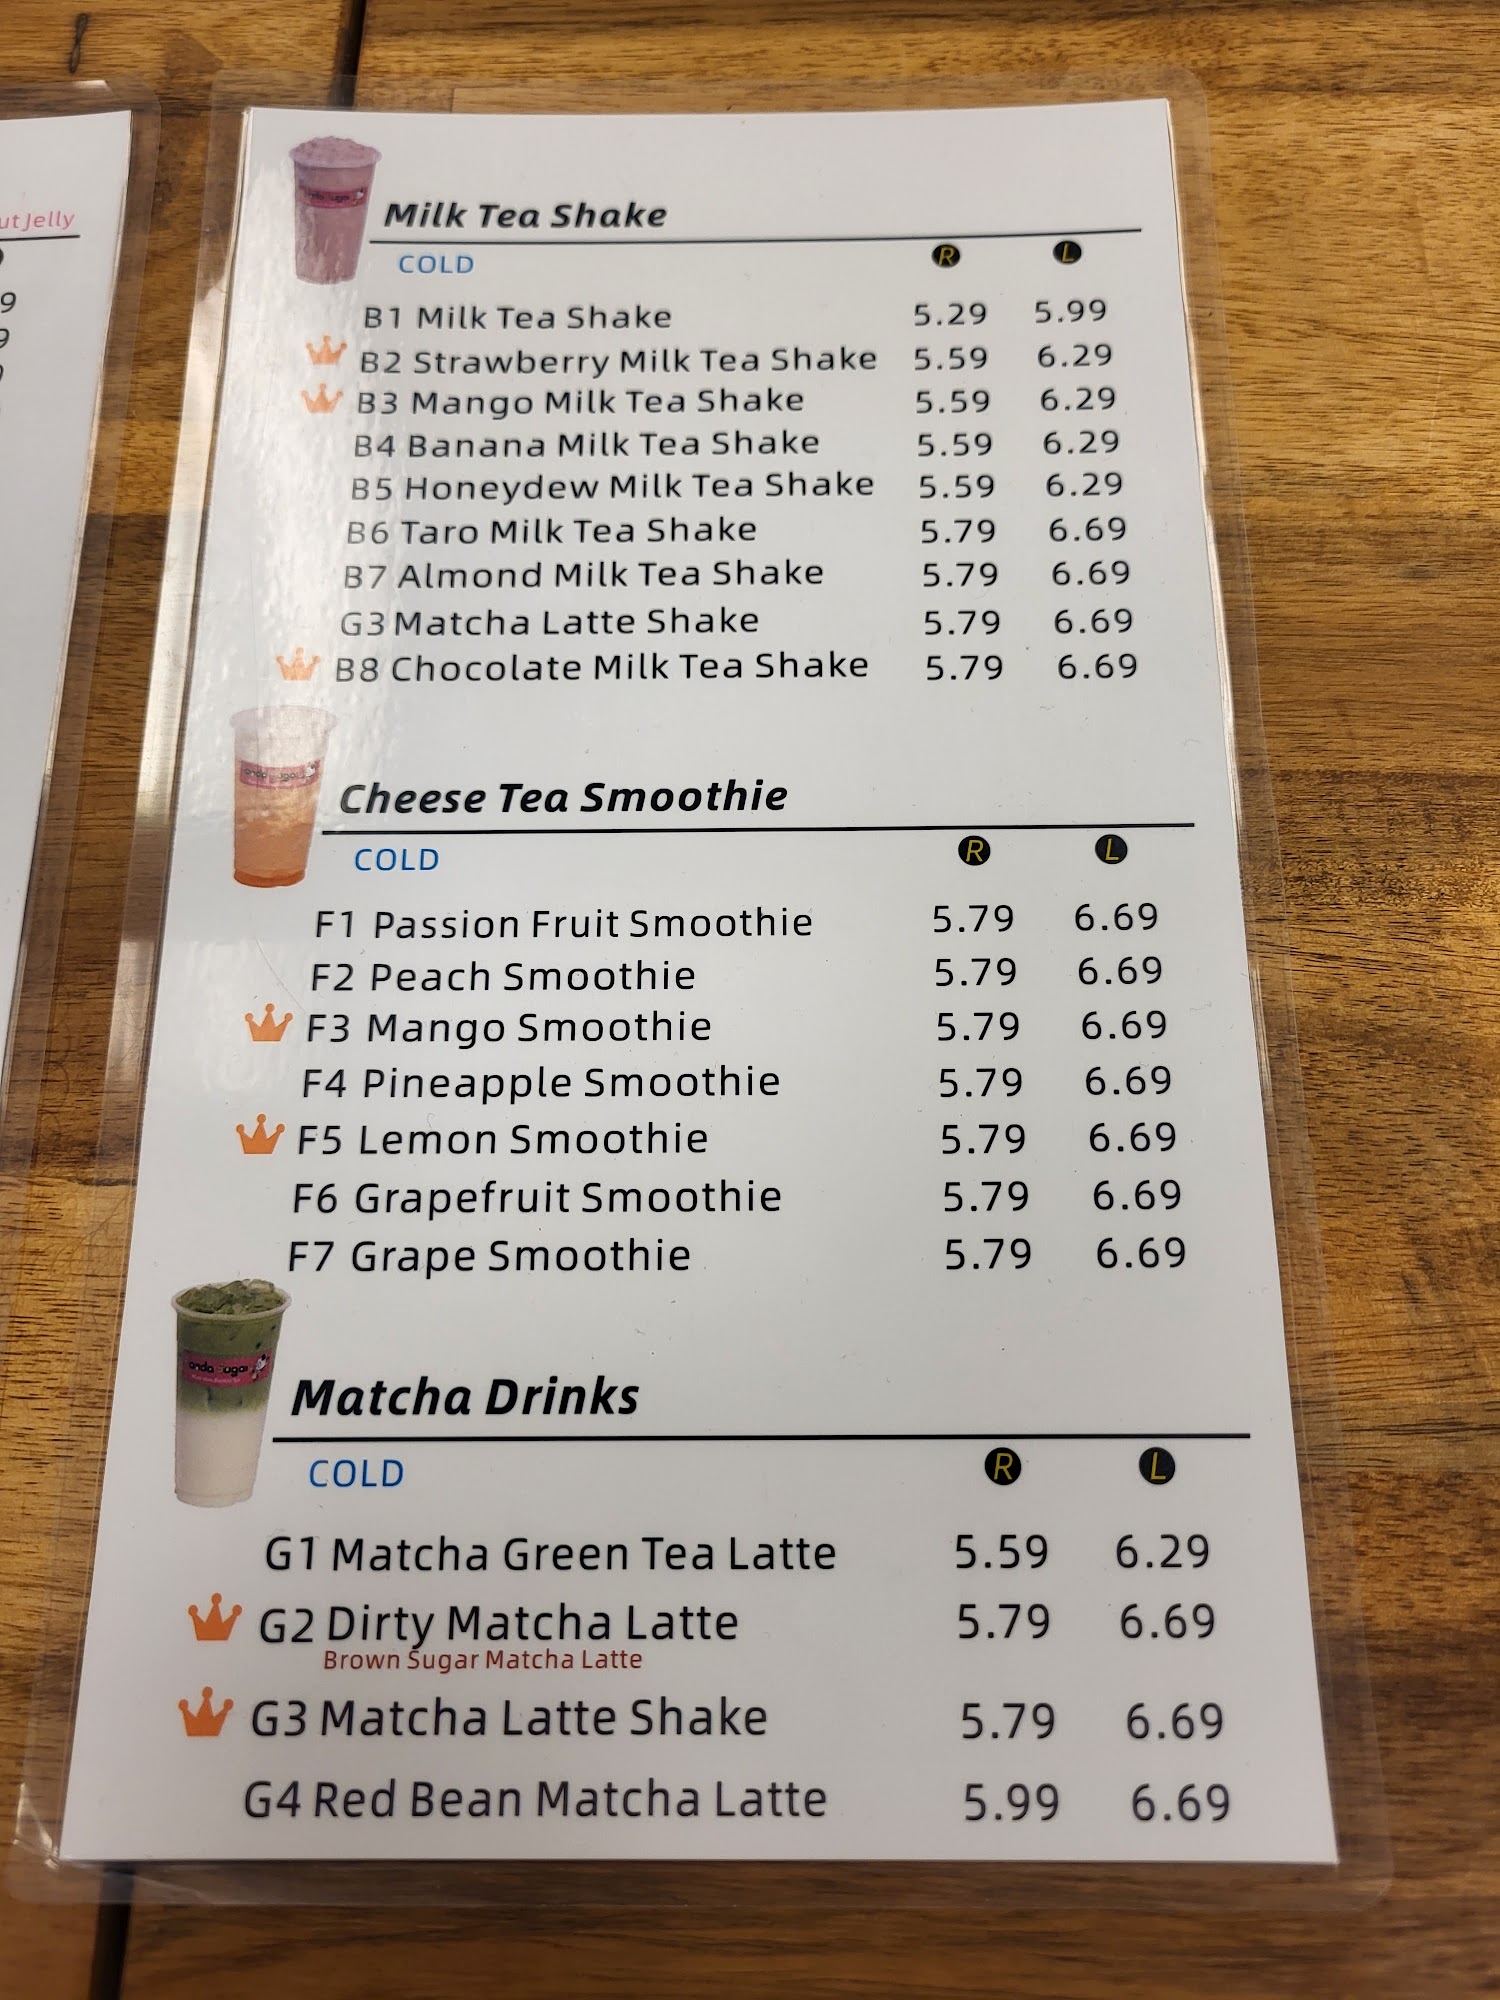 ut Jelly
9
9
Milk Tea Shake
COLD R L
B1 Milk Tea Shake 5.29 5.99
B2 Strawberry Milk Tea Shake 5.59 6.29
B3 Mango Milk Tea Shake 5.59 6.29
B4 Banana Milk Tea Shake 5.59 6.29
B5 Honeydew Milk Tea Shake 5.59 6.29
B6 Taro Milk Tea Shake 5.79 6.69
B7 Almond Milk Tea Shake 5.79 6.69
G3 Matcha Latte Shake 5.79 6.69
B8 Chocolate Milk Tea Shake 5.79 6.69
Cheese Tea Smoothie
COLD R L
F1 Passion Fruit Smoothie 5.79 6.69
F2 Peach Smoothie 5.79 6.69
F3 Mango Smoothie 5.79 6.69
F4 Pineapple Smoothie 5.79 6.69
F5 Lemon Smoothie 5.79 6.69
F6 Grapefruit Smoothie 5.79 6.69
F7 Grape Smoothie 5.79 6.69
anda Sugar
Matcha Drinks
COLD R L
G1 Matcha Green Tea Latte 5.59 6.29
G2 Dirty Matcha Latte 5.79 6.69
Brown Sugar Matcha Latte
G3 Matcha Latte Shake 5.79 6.69
G4 Red Bean Matcha Latte 5.99 6.69